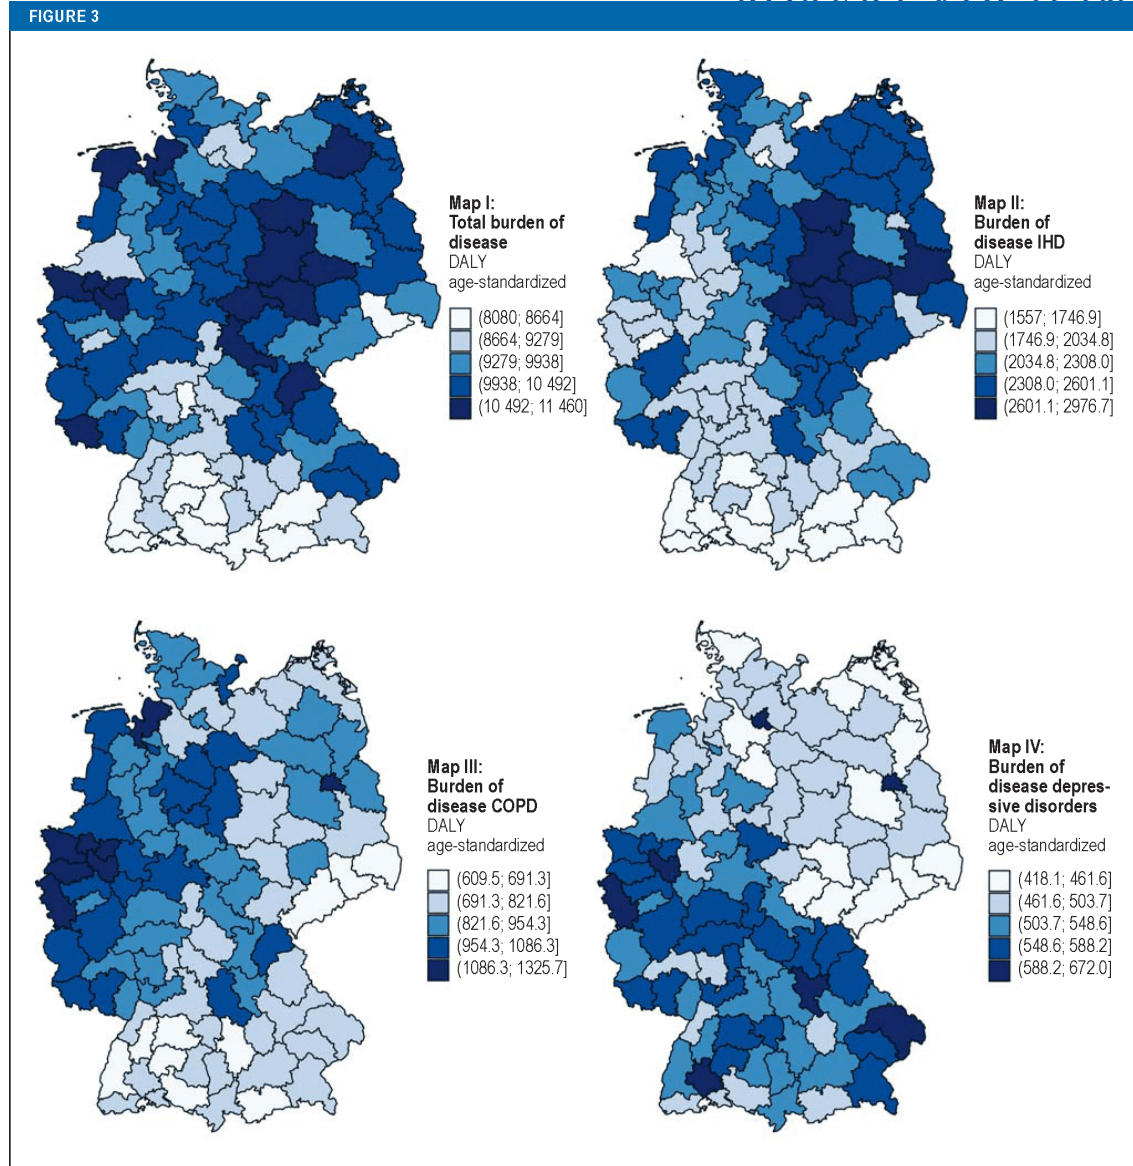 FIGURE 3
Map I:
Total burden of
disease
DALY
age-standardized
(8080; 8664]
(8664; 9279]
(9279; 9938]
(9938; 10 492]
(10 492; 11 460]
Map II:
Burden of
disease IHD
DALY
age-standardized
(1557; 1746.9]
(1746.9; 2034.8]
(2034.8; 2308.0]
(2308.0; 2601.1]
(2601.1; 2976.7]
Map III:
Burden of
disease COPD
DALY
age-standardized
(609.5; 691.3]
(691.3; 821.6]
(821.6; 954.3]
(954.3; 1086.3]
(1086.3; 1325.7]
Map IV:
Burden of
disease depres-
sive disorders
DALY
age-standardized
(418.1; 461.6]
(461.6; 503.7]
(503.7; 548.6]
(548.6; 588.2]
(588.2; 672.0]